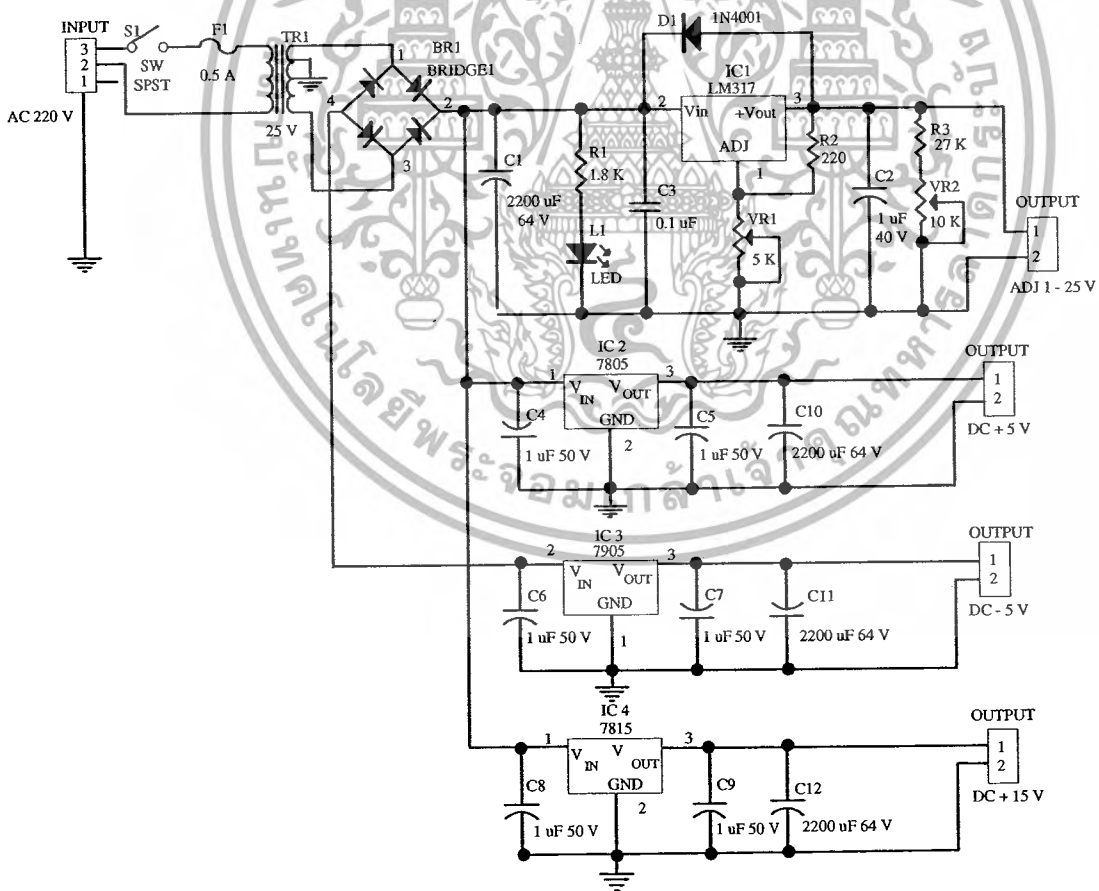 INPUT
3
2
1
AC 220 V
S1
SW
SPST
F1
0.5 A
TR1
25 V
BR1
BRIDGE1
1
2
3
4
C1
2200 uF
64 V
R1
1.8 K
L1
LED
C3
0.1 uF
D1
1N4001
IC1
LM317
2
Vin
+Vout
3
ADJ
1
R2
220
VR1
5 K
C2
1 uF
40 V
R3
27 K
VR2
10 K
OUTPUT
1
2
ADJ 1 - 25 V
IC 2
7805
1
V IN
V OUT
3
GND
2
C4
1 uF 50 V
C5
1 uF 50 V
C10
2200 uF 64 V
OUTPUT
1
2
DC + 5 V
IC 3
7905
2
V IN
V OUT
3
GND
1
C6
1 uF 50 V
C7
1 uF 50 V
C11
2200 uF 64 V
OUTPUT
1
2
DC - 5 V
IC 4
7815
1
V IN
V OUT
3
GND
2
C8
1 uF 50 V
C9
1 uF 50 V
C12
2200 uF 64 V
OUTPUT
1
2
DC + 15 V